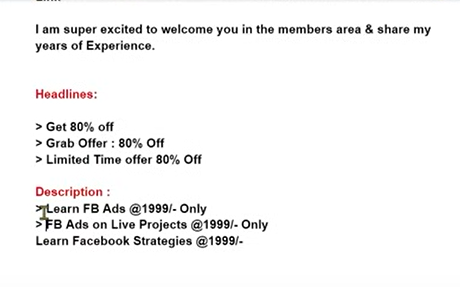 I am super excited to welcome you in the members area & share my
years of Experience.
Headlines:
> Get 80% off
> Grab Offer : 80% Off
> Limited Time offer 80% Off
Description :
> Learn FB Ads @1999/- Only
> FB Ads on Live Projects @1999/- Only
Learn Facebook Strategies @1999/-